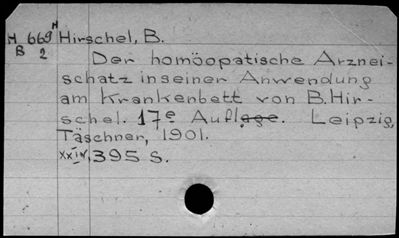 M 669 H Hirschel, B.
B 2
Der homöopatische Arznei-
schatz in seiner Anwendung
am Krankenbett von B. Hir-
schel. 17e Auflage. Leipzig,
Täschner, 1901.
XXIV, 395 S.